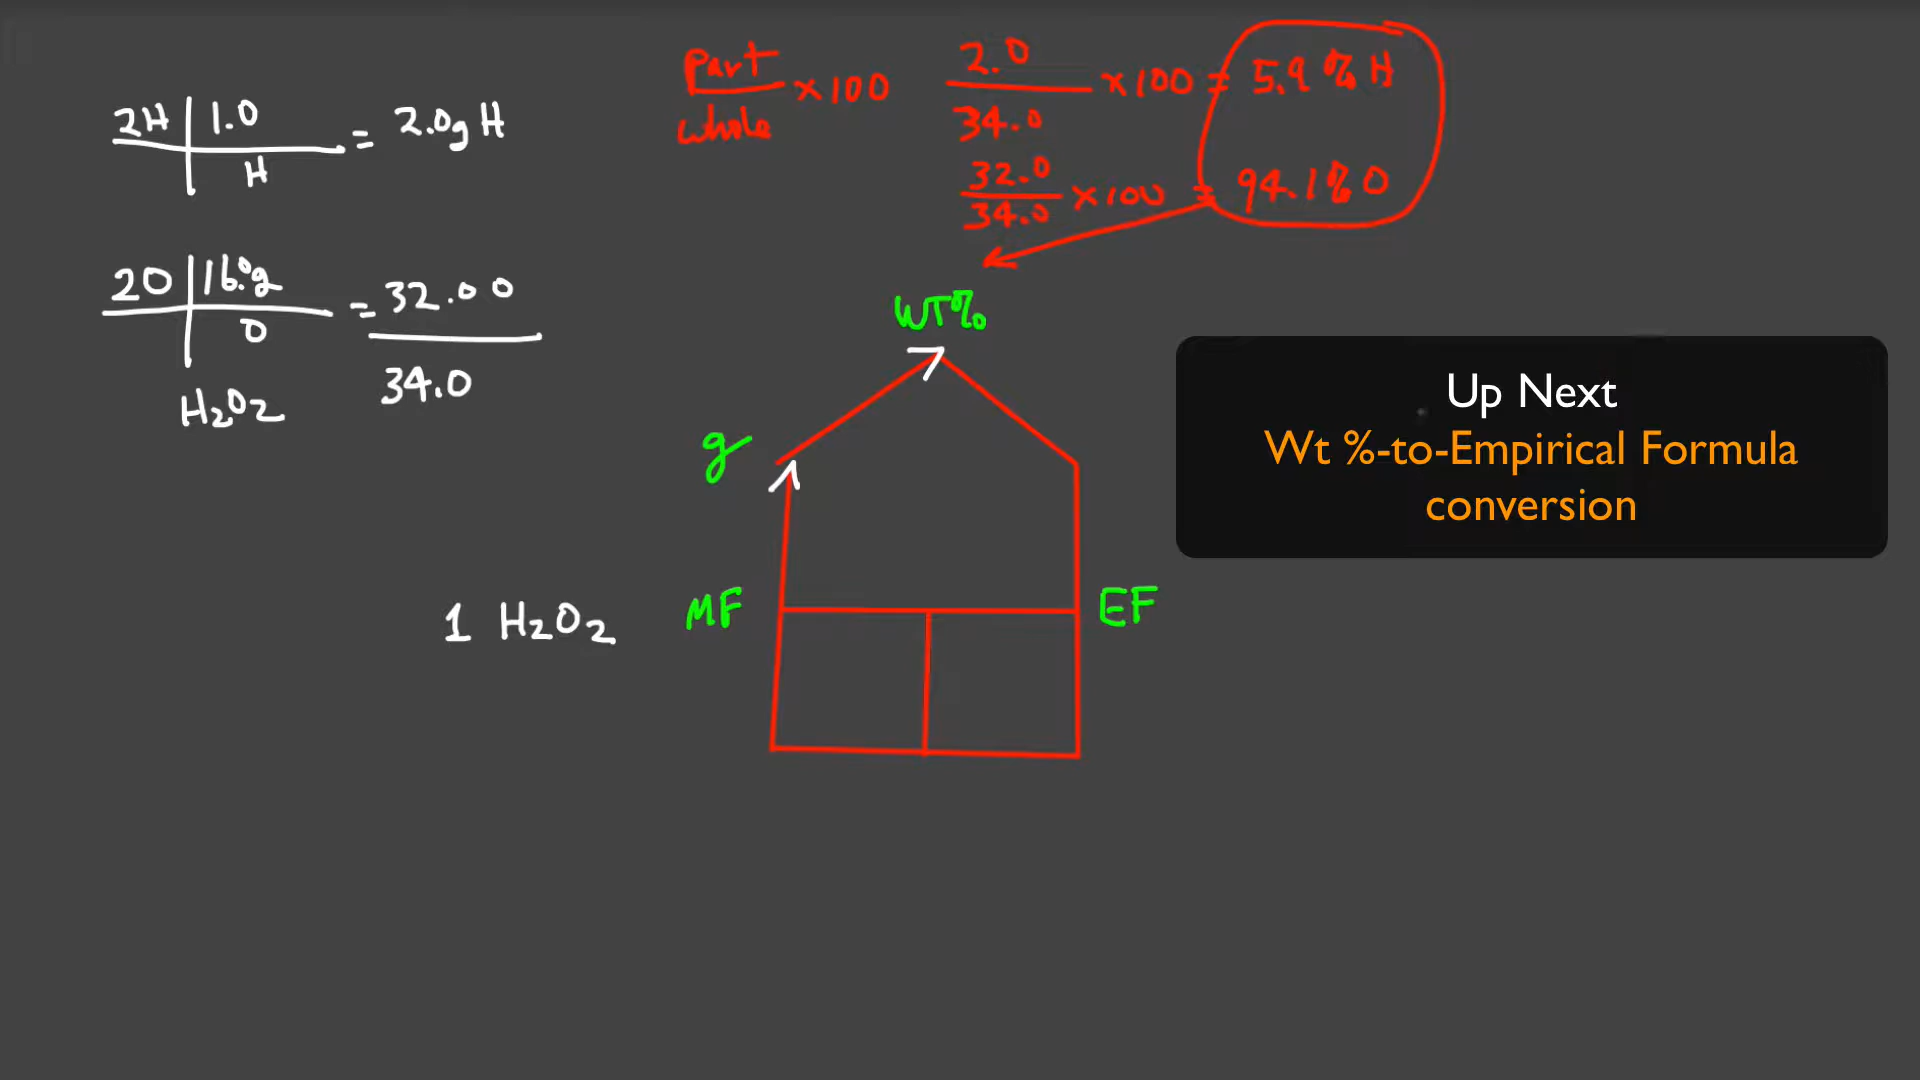 2H | 1.0 = 2.0g H
H
2O | 16.0g = 32.0 O
O
H₂O₂ 34.0
Part
whole × 100
2.0
34.0 × 100 = 5.9 % H
32.0
34.0 × 100 = 94.1% O
WT%
g
MF
EF
1 H₂O₂
Up Next
Wt %-to-Empirical Formula
conversion